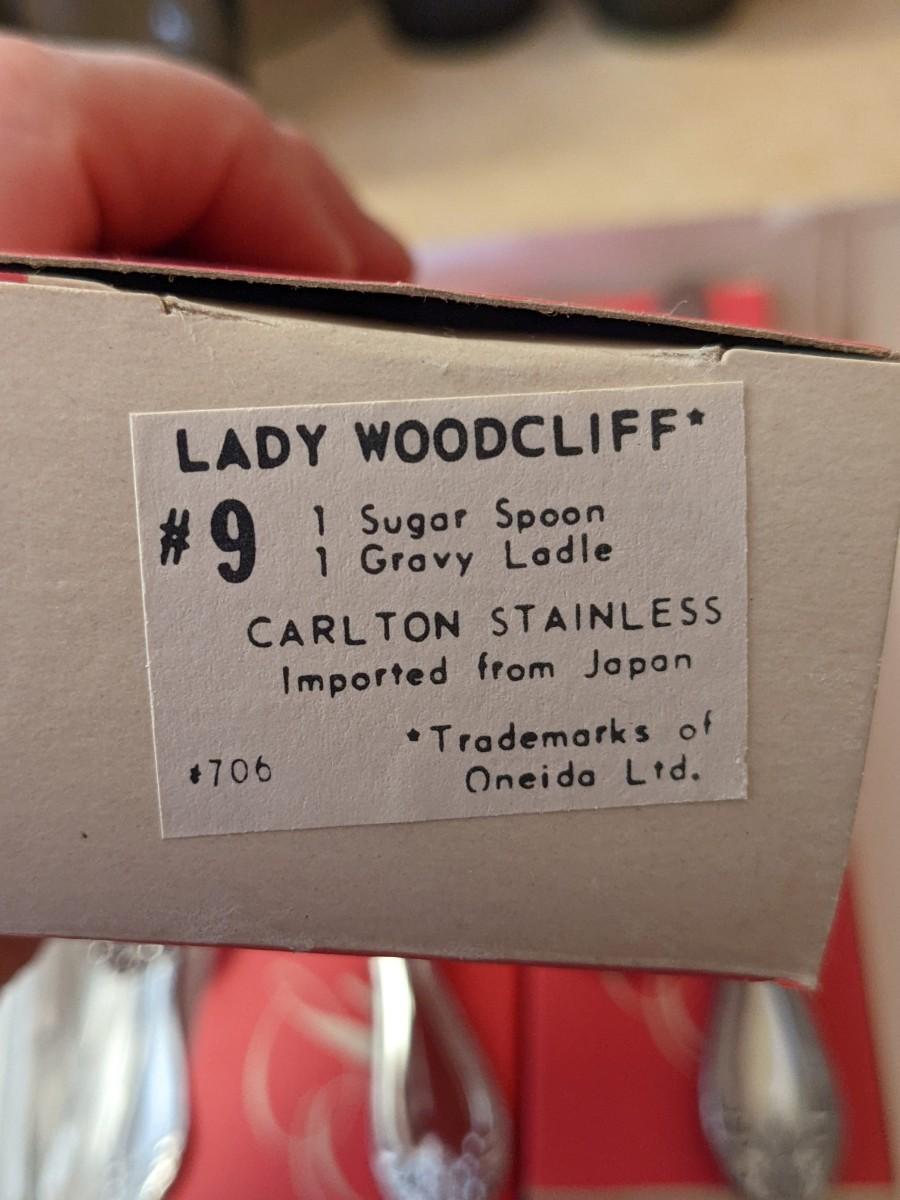 LADY WOODCLIFF*
#9 1 Sugar Spoon
1 Gravy Ladle
CARLTON STAINLESS
Imported from Japan
*Trademarks of
#706 Oneida Ltd.